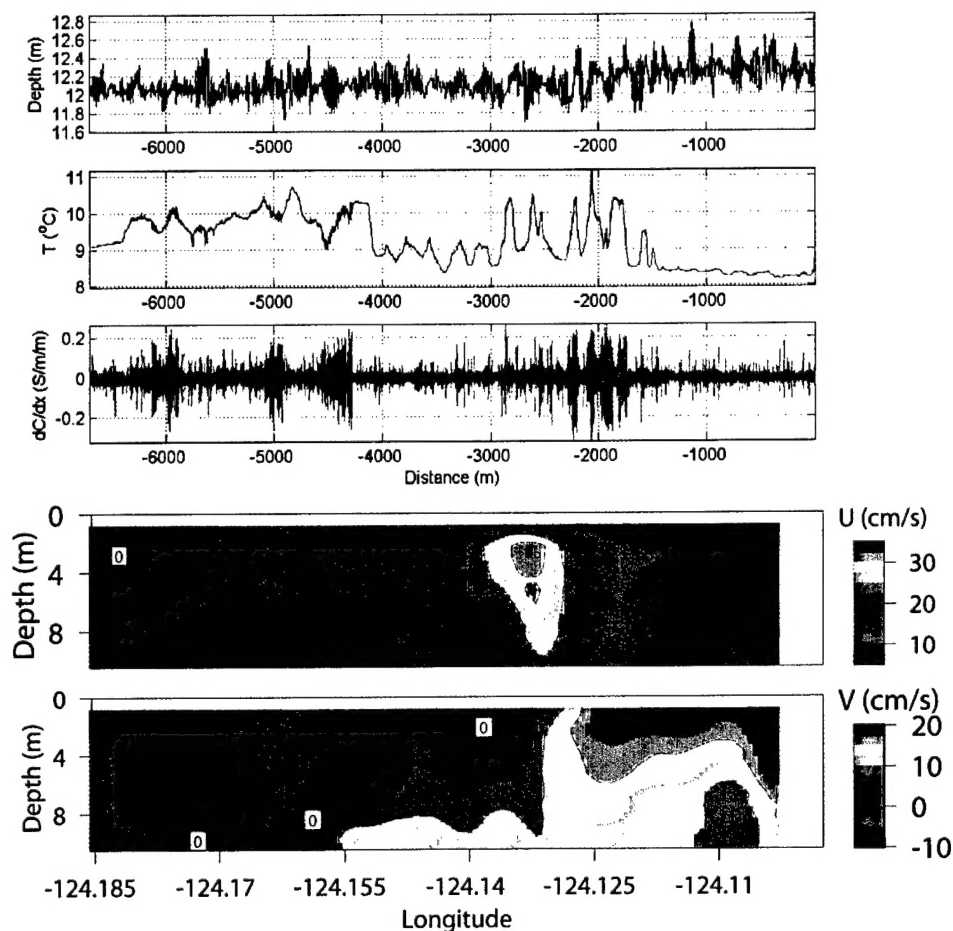 Depth (m)
12.8
12.6
12.4
12.2
12
11.8
11.6
-6000 -5000 -4000 -3000 -2000 -1000
T (°C)
11
10
9
8
-6000 -5000 -4000 -3000 -2000 -1000
dC/dx (S/m/m)
0.2
0
-0.2
-6000 -5000 -4000 -3000 -2000 -1000
Distance (m)
Depth (m)
0
4
8
0
U (cm/s)
30
20
10
Depth (m)
0
4
8
0
0
0
V (cm/s)
20
10
0
-10
-124.185 -124.17 -124.155 -124.14 -124.125 -124.11
Longitude